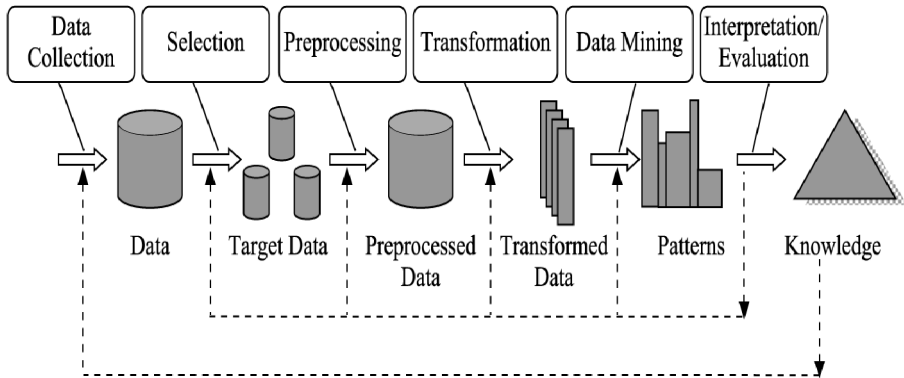 Data
Collection
Selection
Preprocessing
Transformation
Data Mining
Interpretation/
Evaluation
Data
Target Data
Preprocessed
Data
Transformed
Data
Patterns
Knowledge